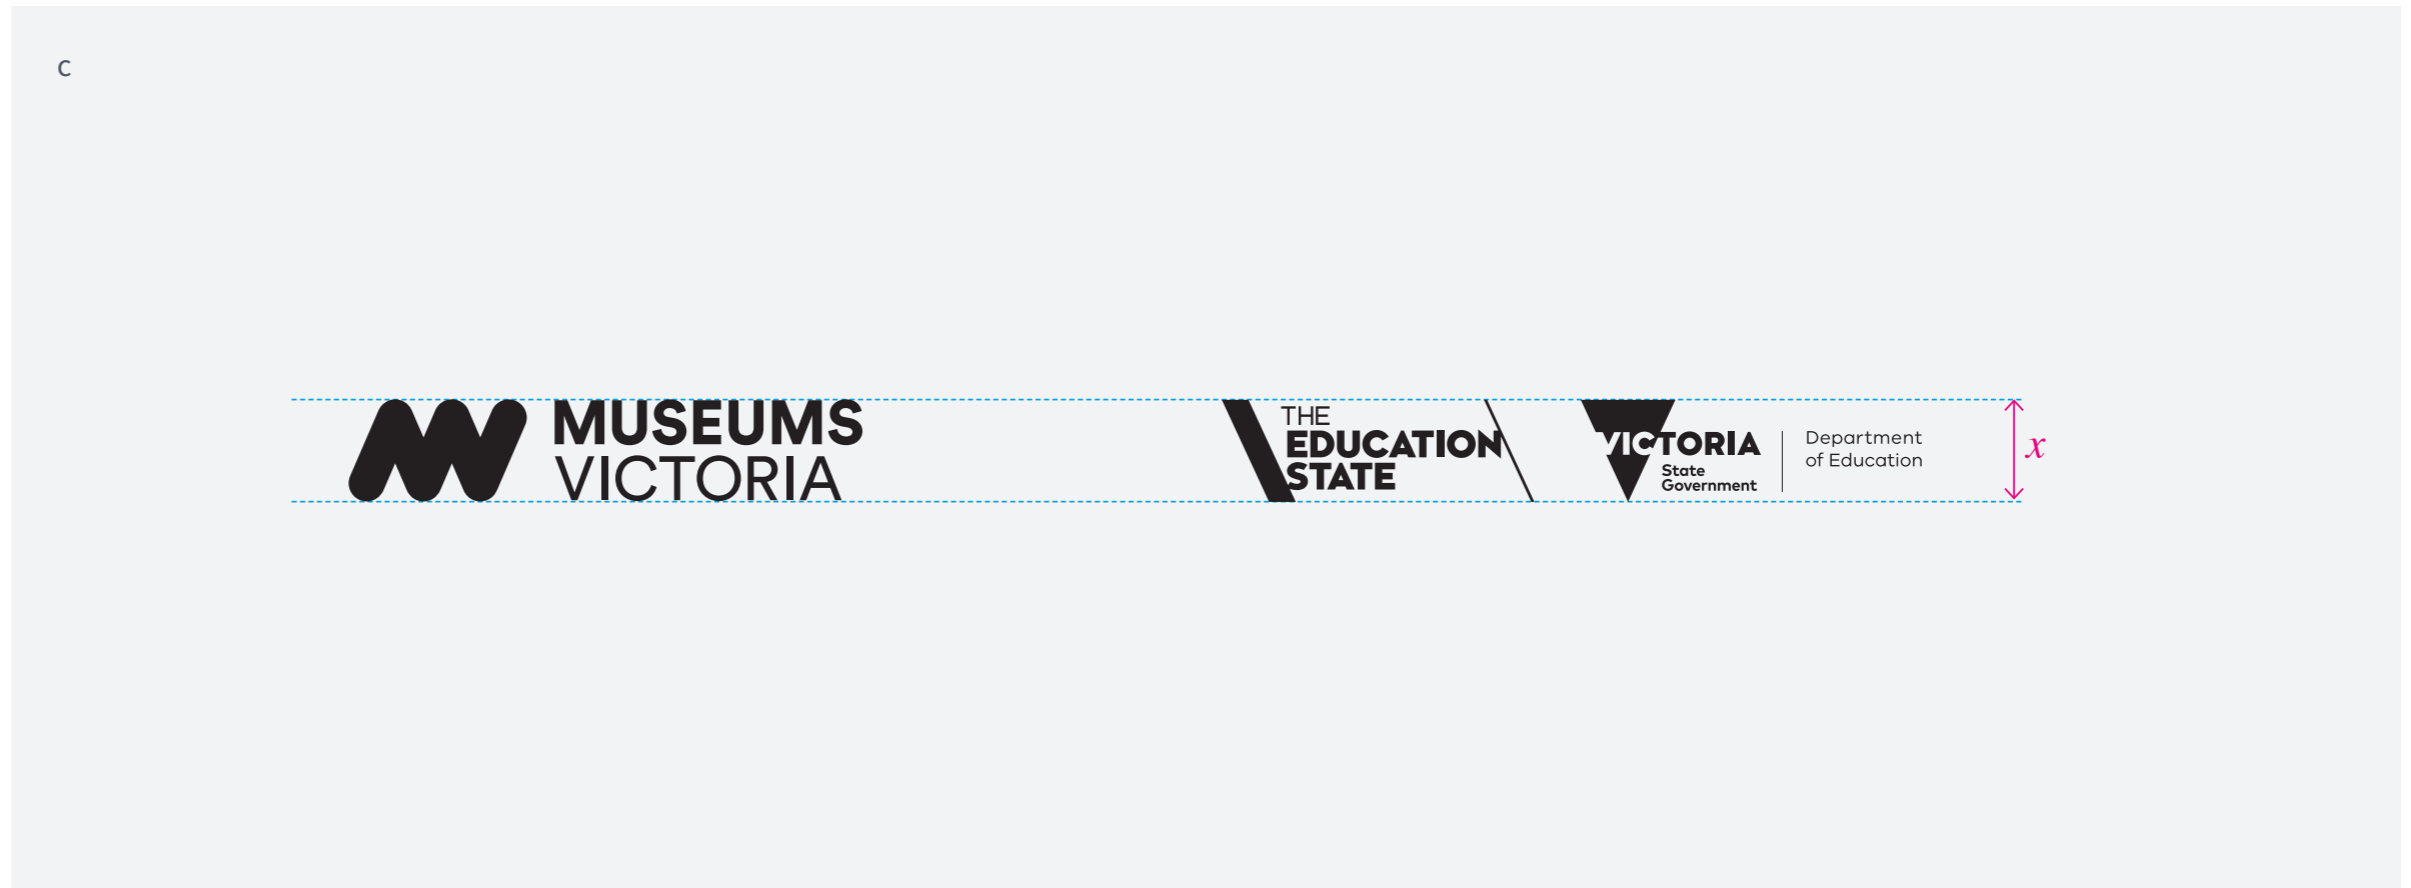 C
MUSEUMS
VICTORIA
THE
EDUCATION
STATE
VICTORIA
State
Government
Department
of Education
x